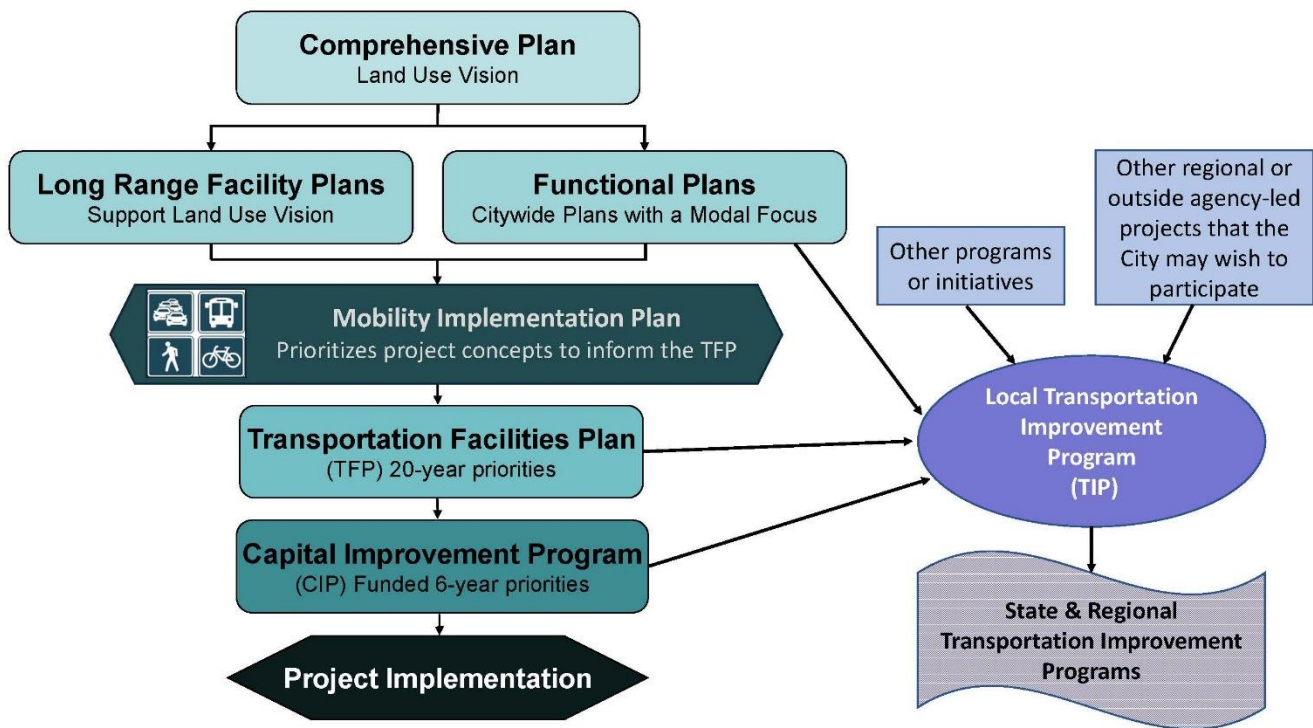 Comprehensive Plan
Land Use Vision
Long Range Facility Plans
Support Land Use Vision
Functional Plans
Citywide Plans with a Modal Focus
Other programs
or initiatives
Other regional or
outside agency-led
projects that the
City may wish to
participate
Mobility Implementation Plan
Prioritizes project concepts to inform the TFP
Transportation Facilities Plan
(TFP) 20-year priorities
Local Transportation
Improvement
Program
(TIP)
Capital Improvement Program
(CIP) Funded 6-year priorities
Project Implementation
State & Regional
Transportation Improvement
Programs